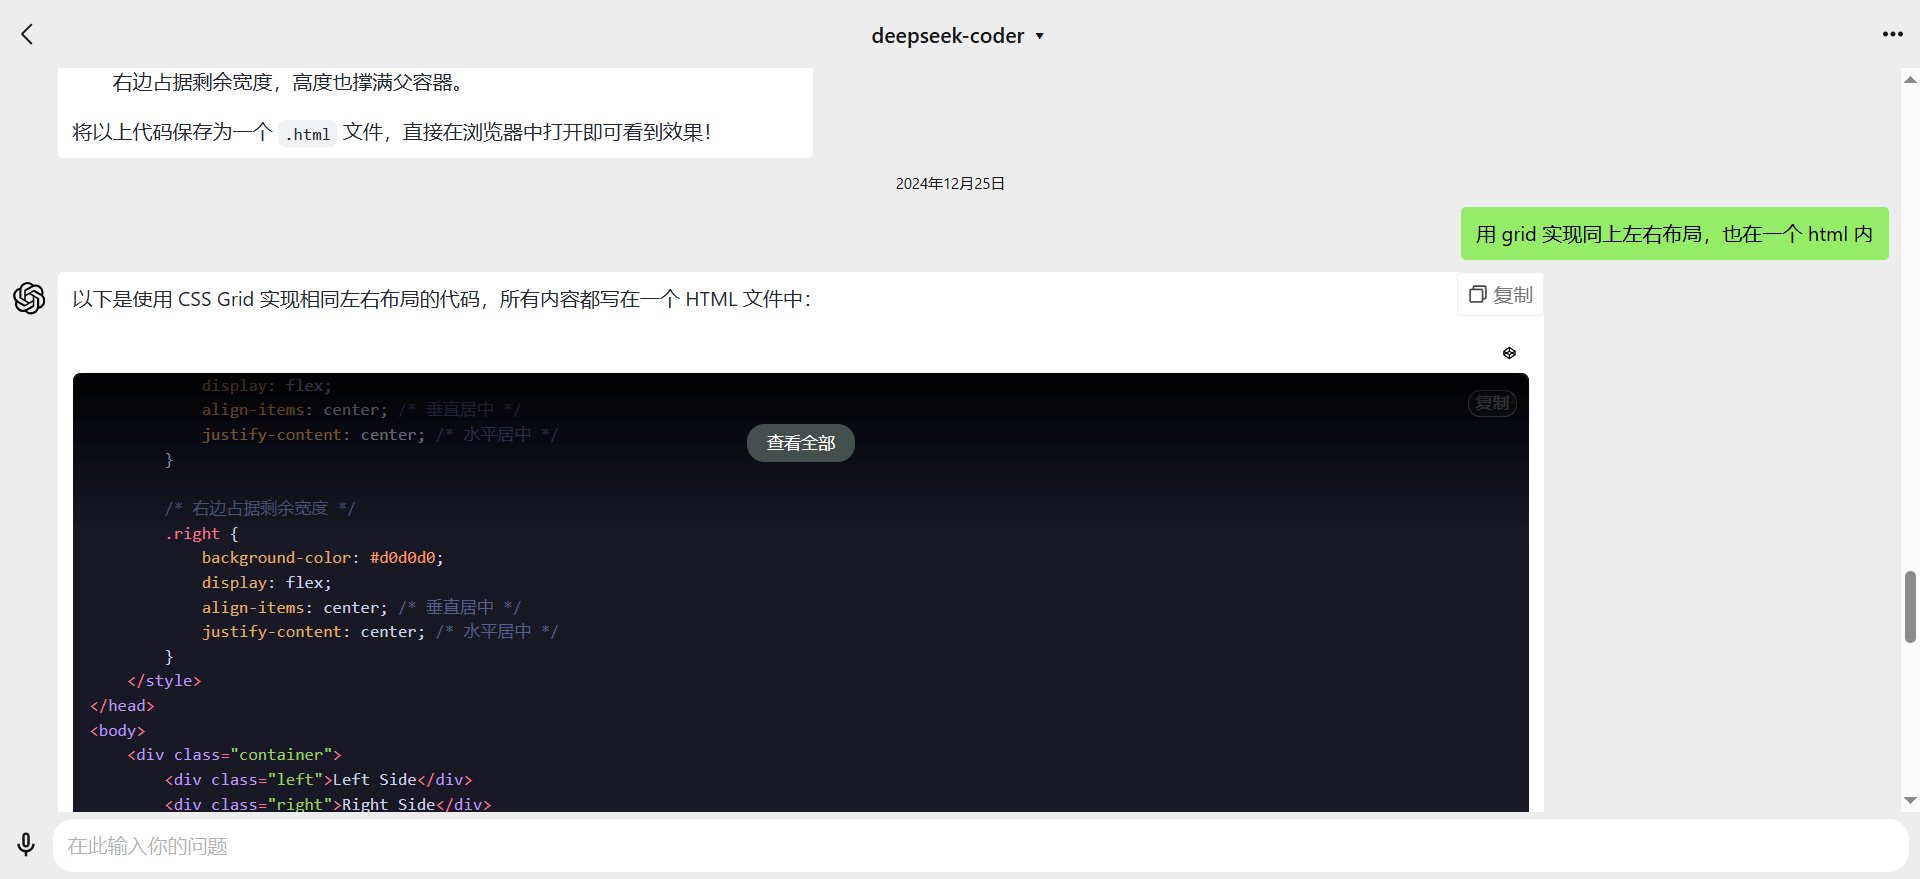 deepseek-coder
右边占据剩余宽度，高度也撑满父容器。
将以上代码保存为一个 .html 文件，直接在浏览器中打开即可看到效果！
2024年12月25日
用 grid 实现同上左右布局，也在一个 html 内
以下是使用 CSS Grid 实现相同左右布局的代码，所有内容都写在一个 HTML 文件中：
复制
display: flex;
复制
align-items: center; /* 垂直居中 */
justify-content: center; /* 水平居中 */
查看全部
}
/* 右边占据剩余宽度 */
.right {
background-color: #d0d0d0;
display: flex;
align-items: center; /* 垂直居中 */
justify-content: center; /* 水平居中 */
}
</style>
</head>
<body>
<div class="container">
<div class="left">Left Side</div>
<div class="right">Right Side</div>
在此输入你的问题